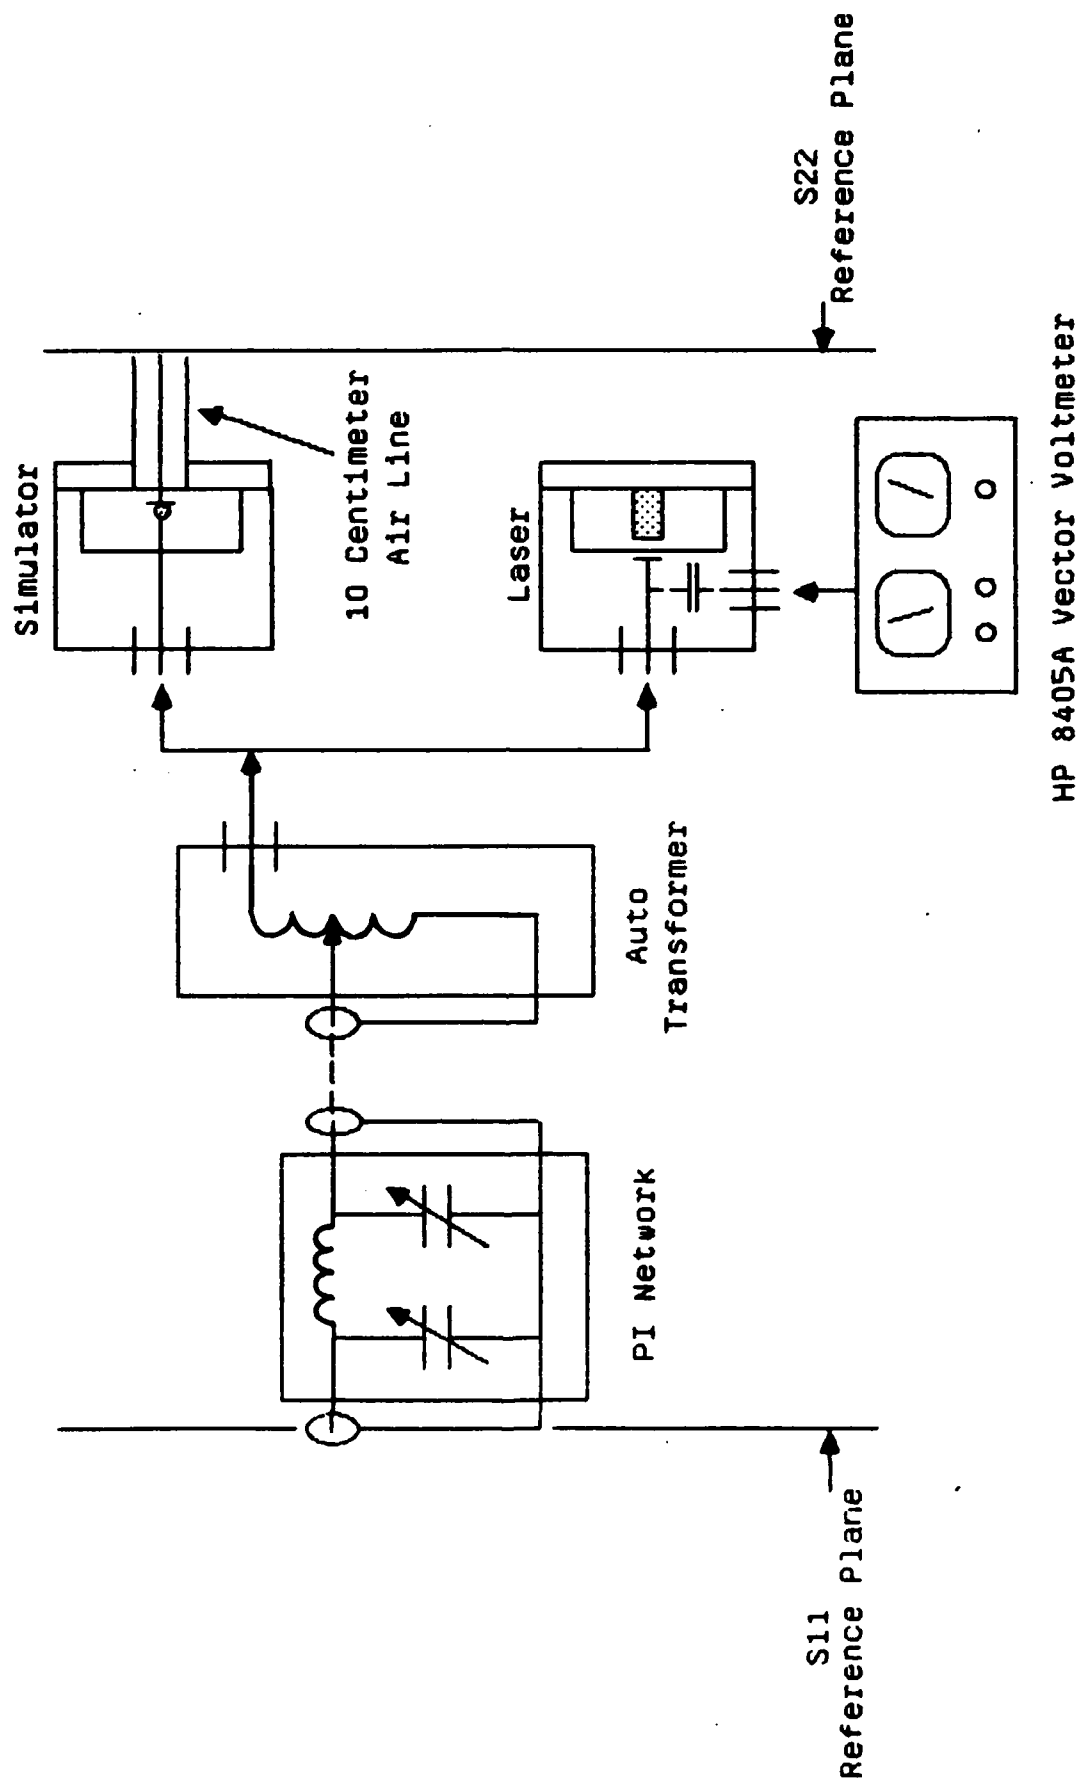 Simulator
10 Centimeter
Air Line
Laser
S22
Reference Plane
HP 8405A Vector Voltmeter
Auto
Transformer
PI Network
S11
Reference Plane